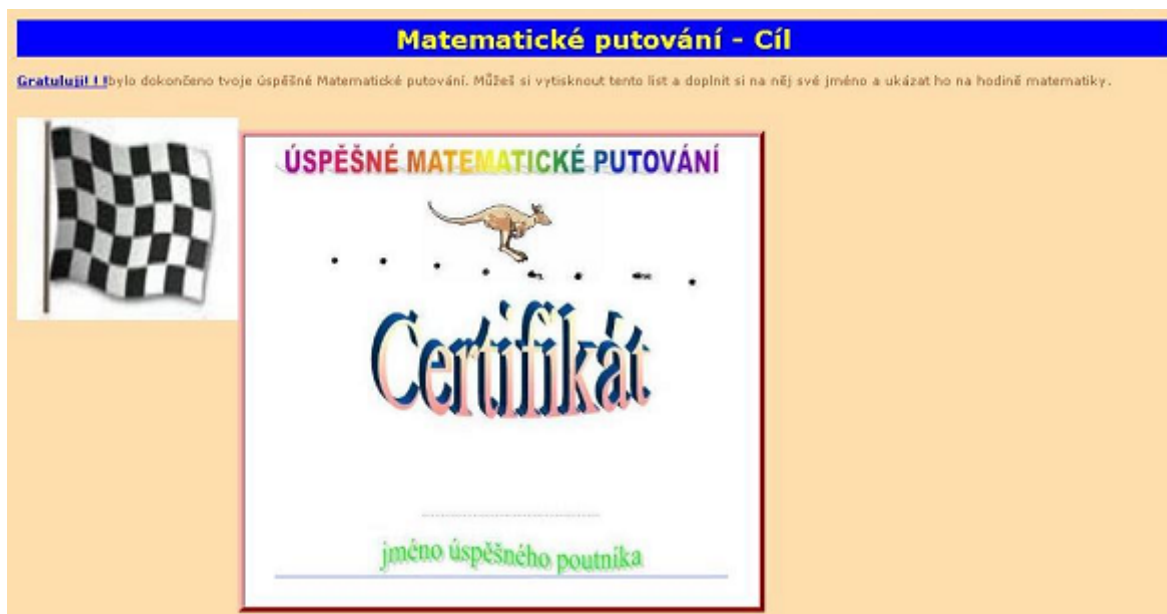 Matematické putování - Cíl
Gratuluji! ! !bylo dokončeno tvoje úspěšné Matematické putování. Můžeš si vytisknout tento list a doplnit si na něj své jméno a ukázat ho na hodině matematiky.
ÚSPĚŠNÉ MATEMATICKÉ PUTOVÁNÍ
Certifikát
jméno úspěšného poutníka